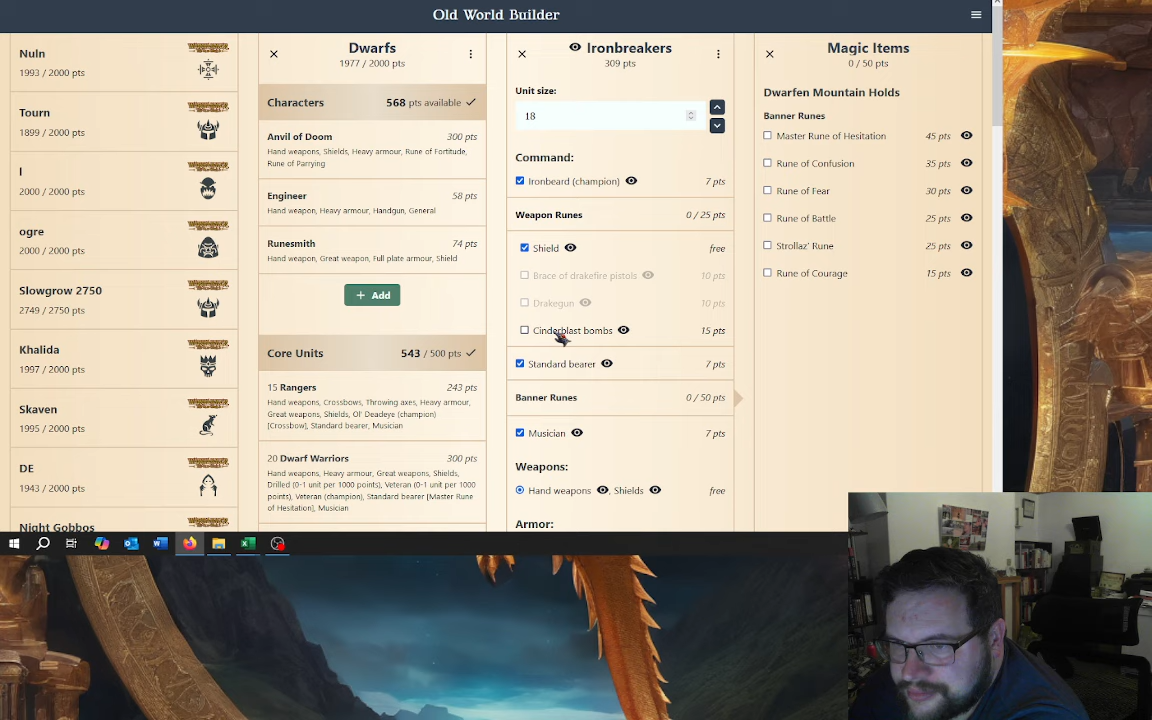 Old World Builder
Nuln
1993 / 2000 pts
Tourn
1899 / 2000 pts
I
2000 / 2000 pts
ogre
2000 / 2000 pts
Slowgrow 2750
2749 / 2750 pts
Khalida
1997 / 2000 pts
Skaven
1995 / 2000 pts
DE
1943 / 2000 pts
Night Gobbos
Dwarfs
1977 / 2000 pts
Characters 568 pts available
Anvil of Doom 300 pts
Hand weapons, Shields, Heavy armour, Rune of Fortitude,
Rune of Parrying
Engineer 58 pts
Hand weapon, Heavy armour, Handgun, General
Runesmith 74 pts
Hand weapon, Great weapon, Full plate armour, Shield
+ Add
Core Units 543 / 500 pts
15 Rangers 243 pts
Hand weapons, Crossbows, Throwing axes, Heavy armour,
Great weapons, Shields, Ol' Deadeye (champion)
[Crossbow], Standard bearer, Musician
20 Dwarf Warriors 300 pts
Hand weapons, Heavy armour, Great weapons, Shields,
Drilled (0-1 unit per 1000 points), Veteran (0-1 unit per 1000
points), Veteran (champion), Standard bearer [Master Rune
of Hesitation], Musician
Ironbreakers
309 pts
Unit size:
18
Command:
Ironbeard (champion) 7 pts
Weapon Runes 0 / 25 pts
Shield free
Brace of drakefire pistols 10 pts
Drakegun 10 pts
Cinderblast bombs 15 pts
Standard bearer 7 pts
Banner Runes 0 / 50 pts
Musician 7 pts
Weapons:
Hand weapons, Shields free
Armor:
Magic Items
0 / 50 pts
Dwarfen Mountain Holds
Banner Runes
Master Rune of Hesitation 45 pts
Rune of Confusion 35 pts
Rune of Fear 30 pts
Rune of Battle 25 pts
Strollaz' Rune 25 pts
Rune of Courage 15 pts